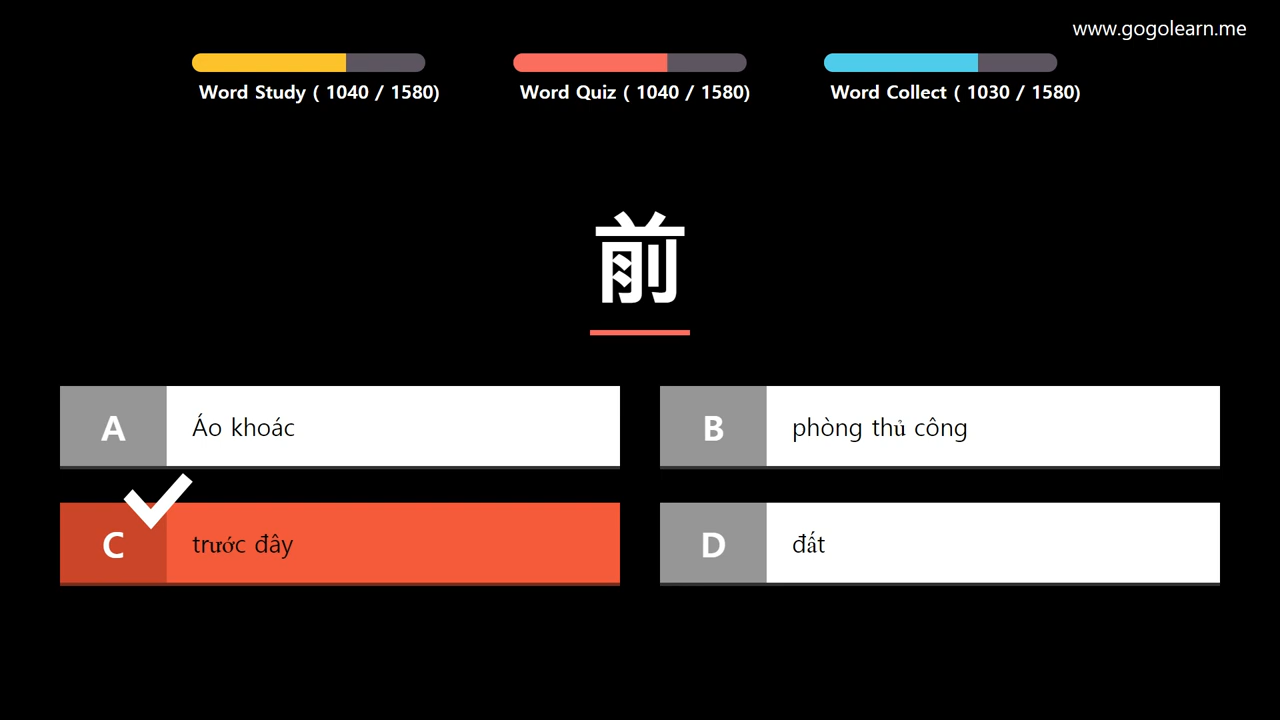 www.gogolearn.me
Word Study ( 1040 / 1580)
Word Quiz ( 1040 / 1580)
Word Collect ( 1030 / 1580)
前
A
Áo khoác
B
phòng thủ công
C
trước đây
D
đất